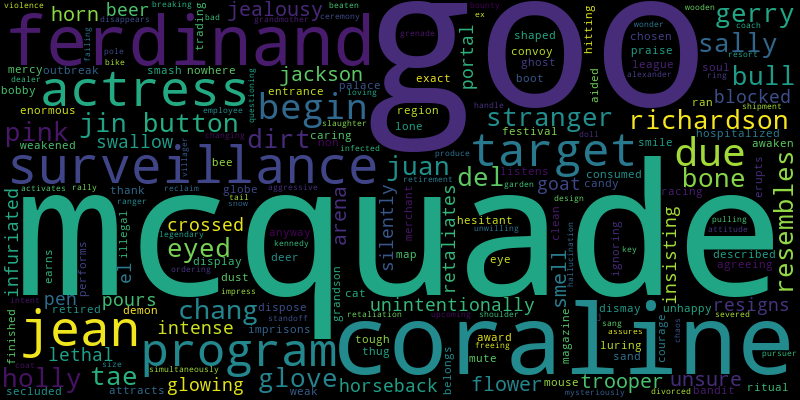 violence
horn beer
breaking
disappears
trading
bad
jealousy
grandmother
beaten
ceremony
goo
ex
bounty
wooden
coach
gerry
ferdinand
falling
pole
bike
portal
shaped
convoy
ghost
boot
hitting
wonder
chosen
praise
league
alexander
sally
resort
mercy
dealer
outbreak
smash
nowhere
jackson
grenade
exact
aided
soul
ring
bull
bobby
actress
questioning
entrance
palace
loving
handle
ran
shipment
blocked
enormous
begin
employee
slaughter
region
lone
stranger
richardson
pink
weakened
jin button
swallow
changing
dirt
caring
non
infected
festival
doll
smile
hospitalized
awaken
surveillance
villager
bee
juan
produce
listens
retirement
target
consumed
due
bone
erupts
resembles
del
garden
goat
candy
racing
activates
rally
thank
ranger
reclaim
globe
aggressive
tail
snow
arena
silently
merchant
retaliates
design
mcquade
infuriated
earns
performs
illegal
el
crossed
legendary
eyed
display
ordering
anyway
kennedy
deer
dust
impress
map
hesitant
unwilling
eye
smell
clean
hallucination
ignoring
insisting
key
pulling
attitude
described
agreeing
intent
pen
retired
pours
demon
chang
grandson
cat
dispose
standoff
imprisons
retaliation
unintentionally
upcoming
shoulder
dismay
unhappy
resigns
severed
finished
jean
intense
lethal
size
program
simultaneously
tough
thug
award
freeing
mute
coraline
magazine
sang
assures
luring
sand
courage
chaos
pursuer
coat
holly
secluded
tae
attracts
glowing
glove
weak
horseback
belongs
flower
mouse
mysteriously
trooper
divorced
unsure
bandit
ritual